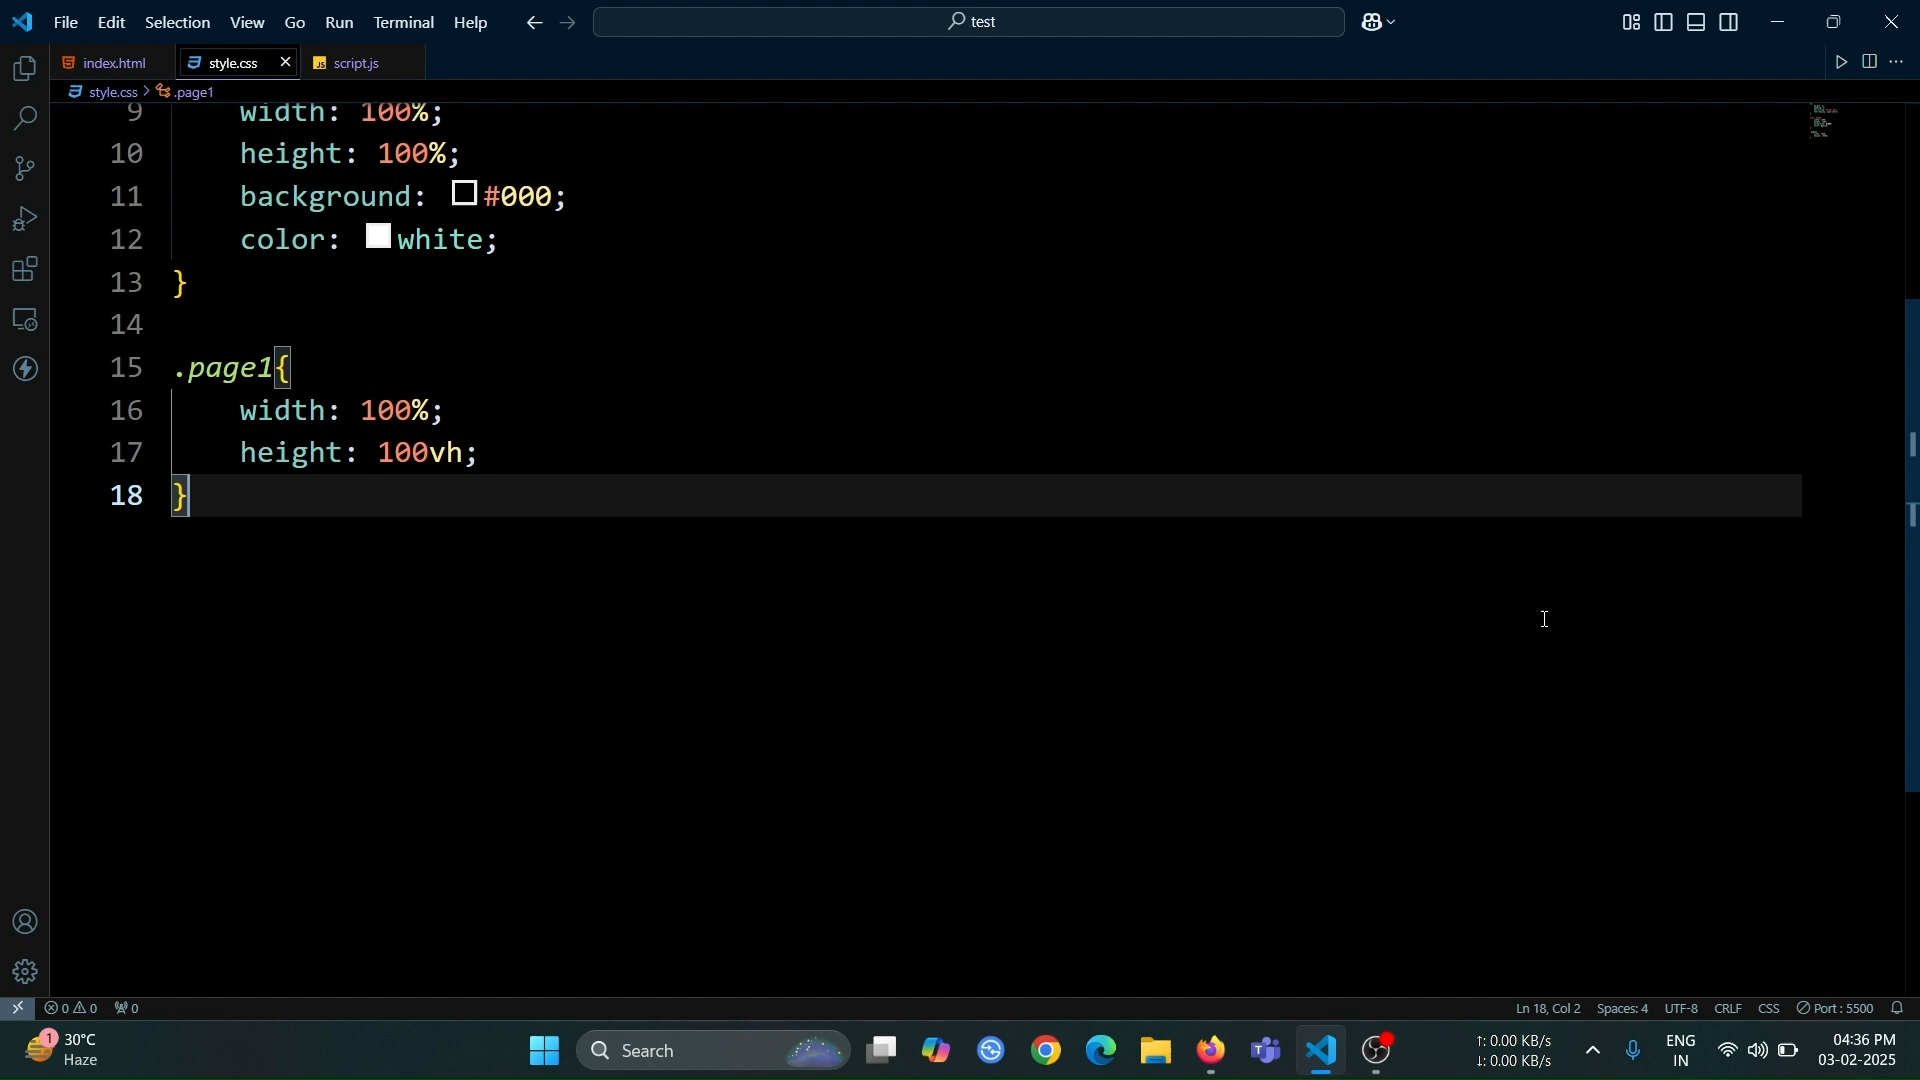 File Edit Selection View Go Run Terminal Help test
index.html style.css script.js
style.css > .page1
9 width: 100%;
10 height: 100%;
11 background: #000;
12 color: white;
13 }
14
15 .page1{
16 width: 100%;
17 height: 100vh;
18 }
0 0 0 Ln 18, Col 2 Spaces: 4 UTF-8 CRLF CSS Port : 5500
1 30°C
Haze
Search
↑: 0.00 KB/s
↓: 0.00 KB/s
ENG
IN
04:36 PM
03-02-2025